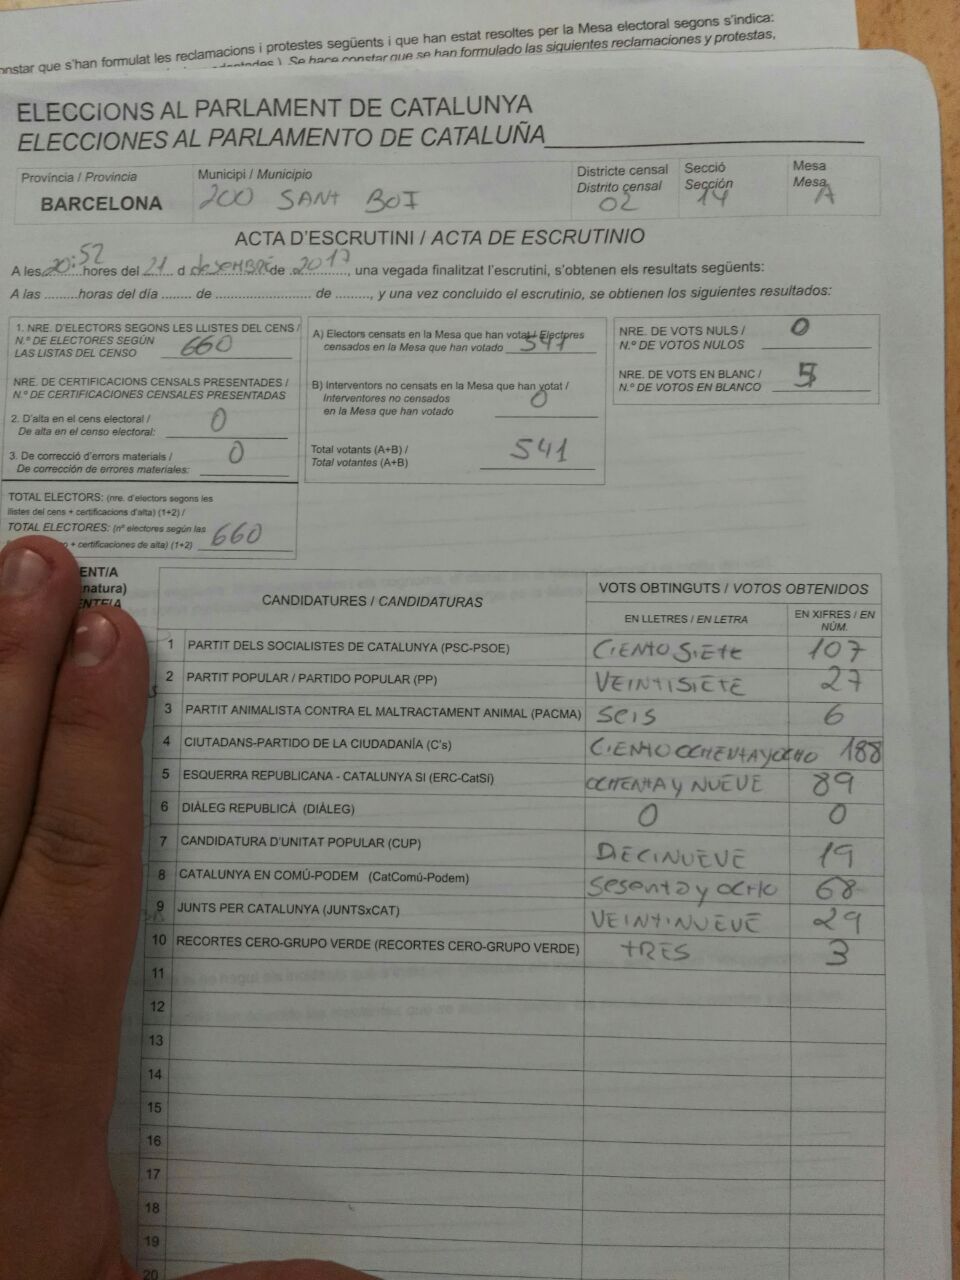 constar que s'han formulat les reclamacions i protestes següents i que han estat resoltes per la Mesa electoral segons s'indica:
Se hace constar que se han formulado las siguientes reclamaciones y protestas,
ELECCIONS AL PARLAMENT DE CATALUNYA
ELECCIONES AL PARLAMENTO DE CATALUÑA
Província / Provincia
BARCELONA
Municipi / Municipio
200 SANT BOI
Districte censal
Distrito censal
02
Secció
Sección
14
Mesa
Mesa
A
ACTA D'ESCRUTINI / ACTA DE ESCRUTINIO
A les 20:52 hores del 21 d desembre de 2017, una vegada finalitzat l'escrutini, s'obtenen els resultats següents:
A las .........horas del día ........ de ........................ de ........., y una vez concluido el escrutinio, se obtienen los siguientes resultados:
1. NRE. D'ELECTORS SEGONS LES LLISTES DEL CENS /
N.º DE ELECTORES SEGÚN
LAS LISTAS DEL CENSO 660
NRE. DE CERTIFICACIONS CENSALS PRESENTADES /
N.º DE CERTIFICACIONES CENSALES PRESENTADAS
2. D'alta en el cens electoral /
De alta en el censo electoral: 0
3. De correcció d'errors materials /
De corrección de errores materiales: 0
TOTAL ELECTORS: (nre. d'electors segons les
llistes del cens + certificacions d'alta) (1+2) /
TOTAL ELECTORES: (nº electores según las
+ certificaciones de alta) (1+2) 660
A) Electors censats en la Mesa que han votat / Electores
censados en la Mesa que han votado 541
B) Interventors no censats en la Mesa que han votat /
Interventores no censados
en la Mesa que han votado 0
Total votants (A+B) /
Total votantes (A+B) 541
NRE. DE VOTS NULS /
N.º DE VOTOS NULOS 0
NRE. DE VOTS EN BLANC /
N.º DE VOTOS EN BLANCO 5
CANDIDATURES / CANDIDATURAS
VOTS OBTINGUTS / VOTOS OBTENIDOS
EN LLETRES / EN LETRA
EN XIFRES / EN
NÚM.
1 PARTIT DELS SOCIALISTES DE CATALUNYA (PSC-PSOE) CIENTO SIETE 107
2 PARTIT POPULAR / PARTIDO POPULAR (PP) VEINTISIETE 27
3 PARTIT ANIMALISTA CONTRA EL MALTRACTAMENT ANIMAL (PACMA) SEIS 6
4 CIUTADANS-PARTIDO DE LA CIUDADANÍA (C's) CIENTO OCHENTA Y OCHO 188
5 ESQUERRA REPUBLICANA - CATALUNYA SI (ERC-CatSí) OCHENTA Y NUEVE 89
6 DIÀLEG REPUBLICÀ (DIÀLEG) 0 0
7 CANDIDATURA D'UNITAT POPULAR (CUP) DIECINUEVE 19
8 CATALUNYA EN COMÚ-PODEM (CatComú-Podem) Sesenta y ocho 68
9 JUNTS PER CATALUNYA (JUNTSxCAT) VEINTINUEVE 29
10 RECORTES CERO-GRUPO VERDE (RECORTES CERO-GRUPO VERDE) TRES 3
11
12
13
14
15
16
17
18
19
20